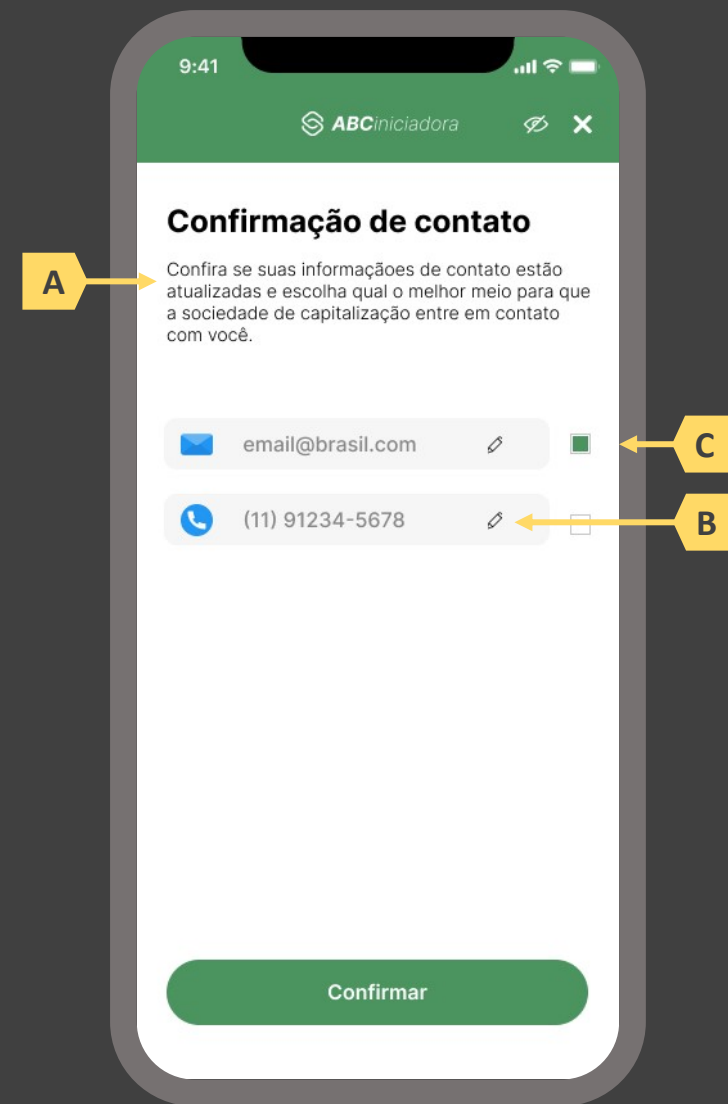 9:41
ABCiniciadora
Confirmação de contato
A
Confira se suas informaçãoes de contato estão
atualizadas e escolha qual o melhor meio para que
a sociedade de capitalização entre em contato
com você.
email@brasil.com
C
(11) 91234-5678
B
Confirmar